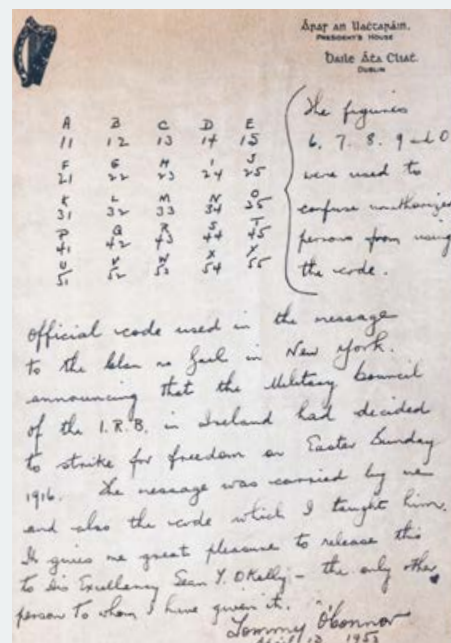 Áras an Uachtaráin,
PRESIDENT'S HOUSE
Baile Átha Cliath.
DUBLIN
A B C D E
11 12 13 14 15
F G H I J
21 22 23 24 25
K L M N O
31 32 33 34 35
P Q R S T
41 42 43 44 45
U V W X Y
51 52 53 54 55
The figures
6. 7. 8. 9 and 0
were used to
confuse unauthorized
persons from using
the code.
Official code used in the message
to the Clan na Gael in New York.
announcing that the Military Council
of the I.R.B. in Ireland had decided
to strike for freedom on Easter Sunday
1916. The message was carried by me
and also the code which I taught him.
It gives me great pleasure to release this
to his Excellency Sean T. O'Kelly – the only other
person to whom I have given it.
Tommy O'Connor
April 1955